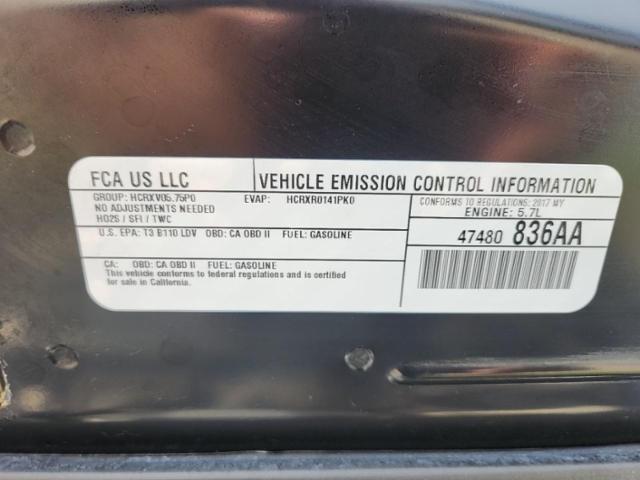 FCA US LLC
VEHICLE EMISSION CONTROL INFORMATION
GROUP: HCRXV05.75P0 EVAP: HCRXR0141PK0
NO ADJUSTMENTS NEEDED
HO2S / SFI / TWC
CONFORMS TO REGULATIONS: 2017 MY
ENGINE: 5.7L
U.S. EPA: T3 B110 LDV OBD: CA OBD II FUEL: GASOLINE
47480 836AA
CA: OBD: CA OBD II FUEL: GASOLINE
This vehicle conforms to federal regulations and is certified
for sale in California.